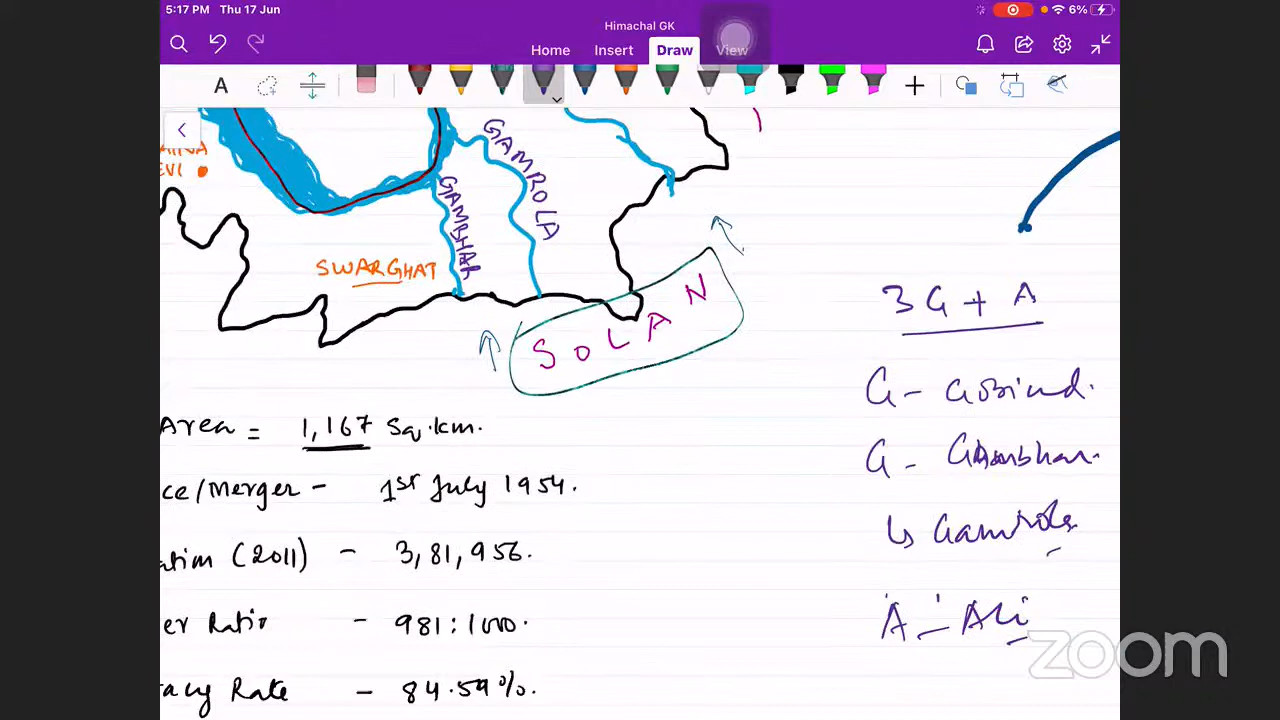 5:17 PM Thu 17 Jun
6%
Himachal GK
Home Insert Draw View
A
EVI
GAMROLA
GAMBHAR
SWARGHAT
SOLAN
3G + A
G - Gobind.
G - Gambhar.
↳ Gamrola
A - Ali
Area = 1,167 Sq.km.
ce/Merger - 1st July 1954.
ation (2011) - 3,81,956.
er Ratio - 981:1000.
acy Rate - 84.59%.
zoom